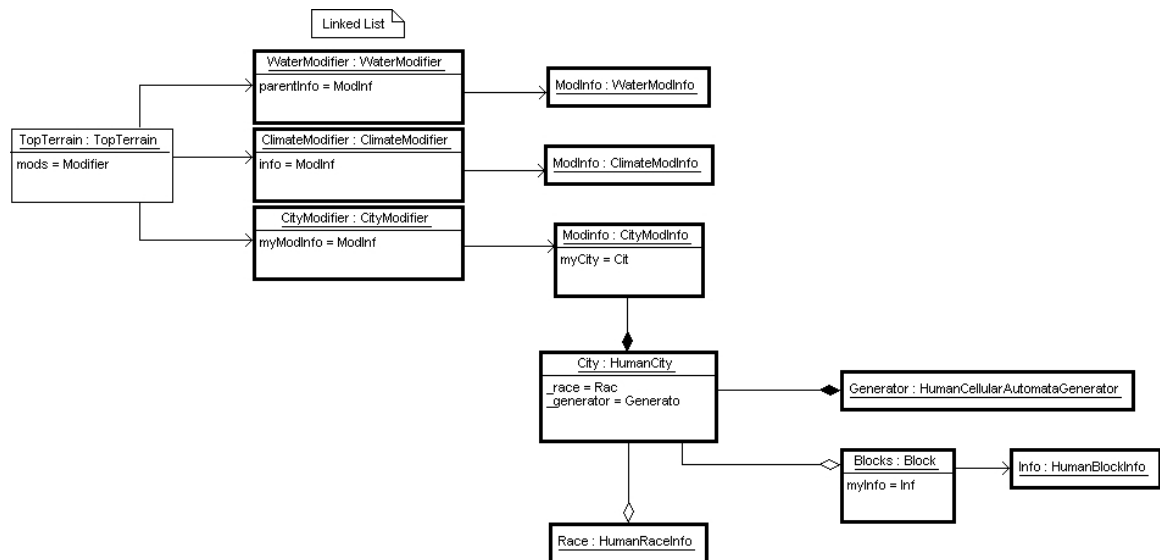 Linked List
WaterModifier : WaterModifier
parentInfo = ModInf
ModInfo : WaterModInfo
TopTerrain : TopTerrain
mods = Modifier
ClimateModifier : ClimateModifier
info = ModInf
ModInfo : ClimateModInfo
CityModifier : CityModifier
myModInfo = ModInf
Modinfo : CityModInfo
myCity = Cit
City : HumanCity
_race = Rac
_generator = Generato
Generator : HumanCellularAutomataGenerator
Blocks : Block
myInfo = Inf
Info : HumanBlockInfo
Race : HumanRaceInfo